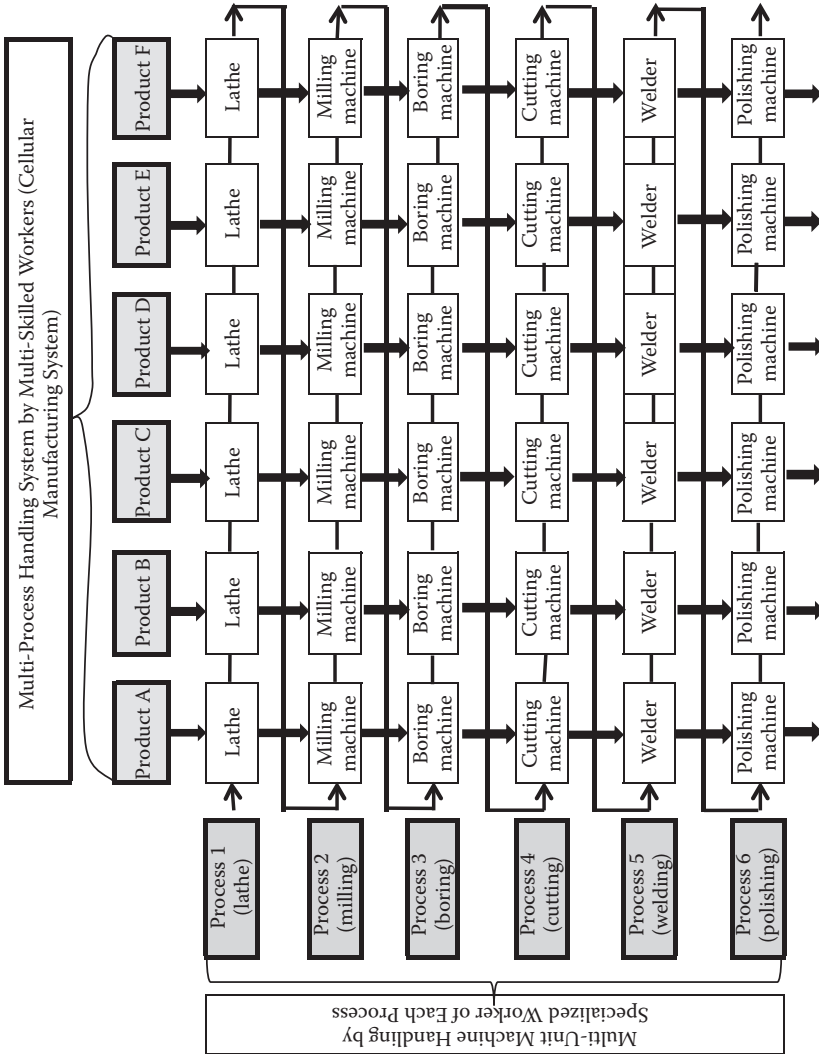 Multi-Process Handling System by Multi-Skilled Workers (Cellular
Manufacturing System)
Product A
Product B
Product C
Product D
Product E
Product F
Process 1
(lathe)
Lathe
Lathe
Lathe
Lathe
Lathe
Lathe
Process 2
(milling)
Milling
machine
Milling
machine
Milling
machine
Milling
machine
Milling
machine
Milling
machine
Process 3
(boring)
Boring
machine
Boring
machine
Boring
machine
Boring
machine
Boring
machine
Boring
machine
Process 4
(cutting)
Cutting
machine
Cutting
machine
Cutting
machine
Cutting
machine
Cutting
machine
Cutting
machine
Process 5
(welding)
Welder
Welder
Welder
Welder
Welder
Welder
Process 6
(polishing)
Polishing
machine
Polishing
machine
Polishing
machine
Polishing
machine
Polishing
machine
Polishing
machine
Multi-Unit Machine Handling by
Specialized Worker of Each Process